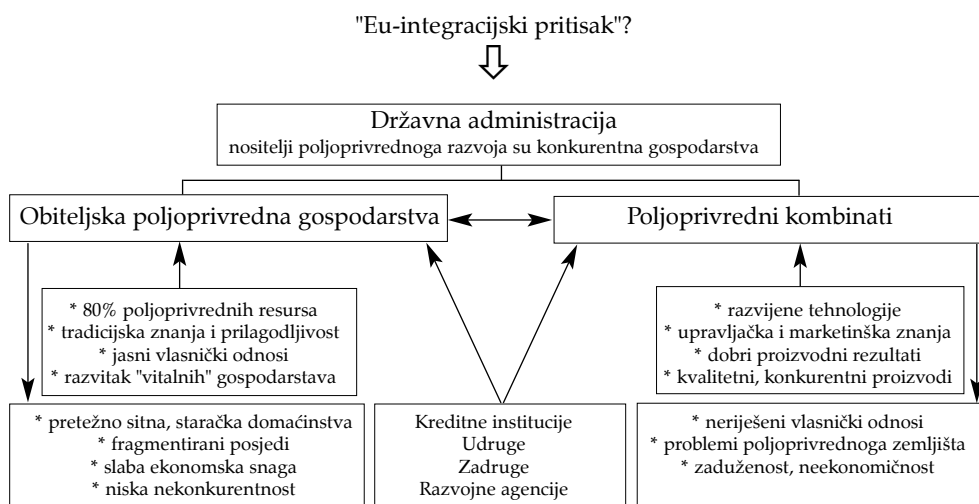 "Eu-integracijski pritisak"?
Državna administracija
nositelji poljoprivrednoga razvoja su konkurentna gospodarstva
Obiteljska poljoprivredna gospodarstva
Poljoprivredni kombinati
* 80% poljoprivrednih resursa
* tradicijska znanja i prilagodljivost
* jasni vlasnički odnosi
* razvitak "vitalnih" gospodarstava
* razvijene tehnologije
* upravljačka i marketinška znanja
* dobri proizvodni rezultati
* kvalitetni, konkurentni proizvodi
* pretežno sitna, staračka domaćinstva
* fragmentirani posjedi
* slaba ekonomska snaga
* niska nekonkurentnost
Kreditne institucije
Udruge
Zadruge
Razvojne agencije
* neriješeni vlasnički odnosi
* problemi poljoprivrednoga zemljišta
* zaduženost, neekonomičnost